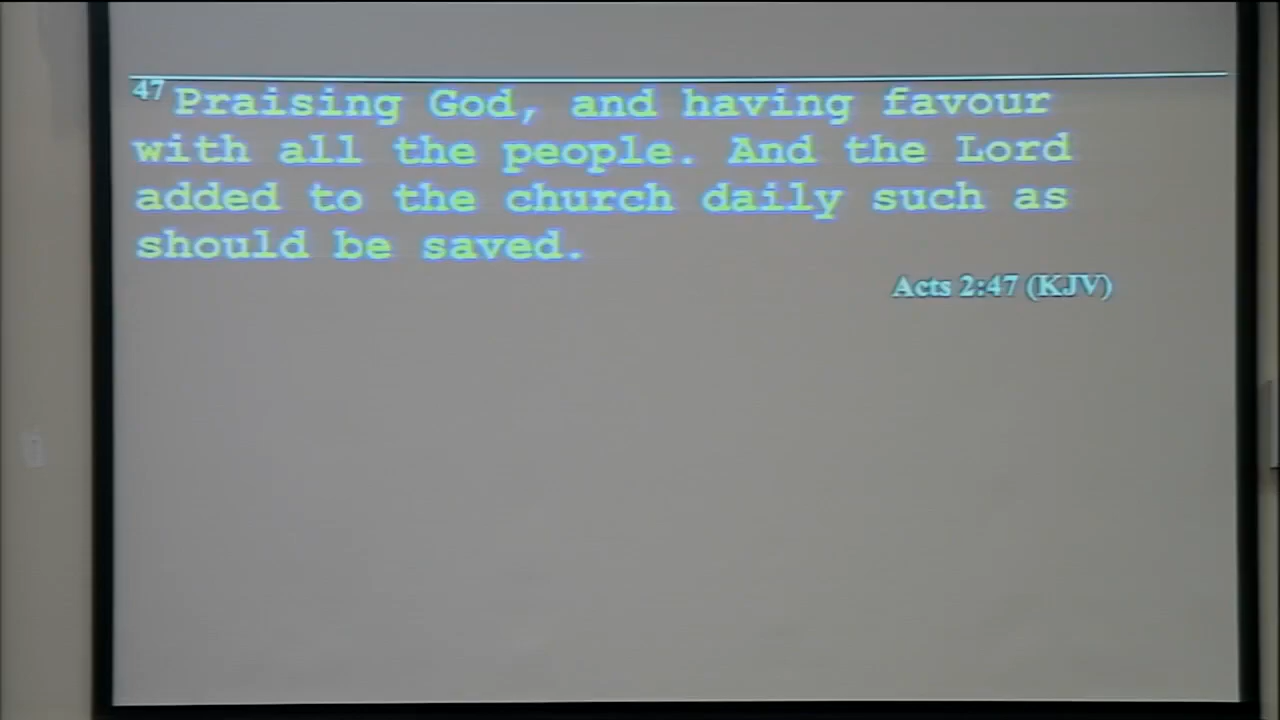 47 Praising God, and having favour
with all the people. And the Lord
added to the church daily such as
should be saved.
Acts 2:47 (KJV)